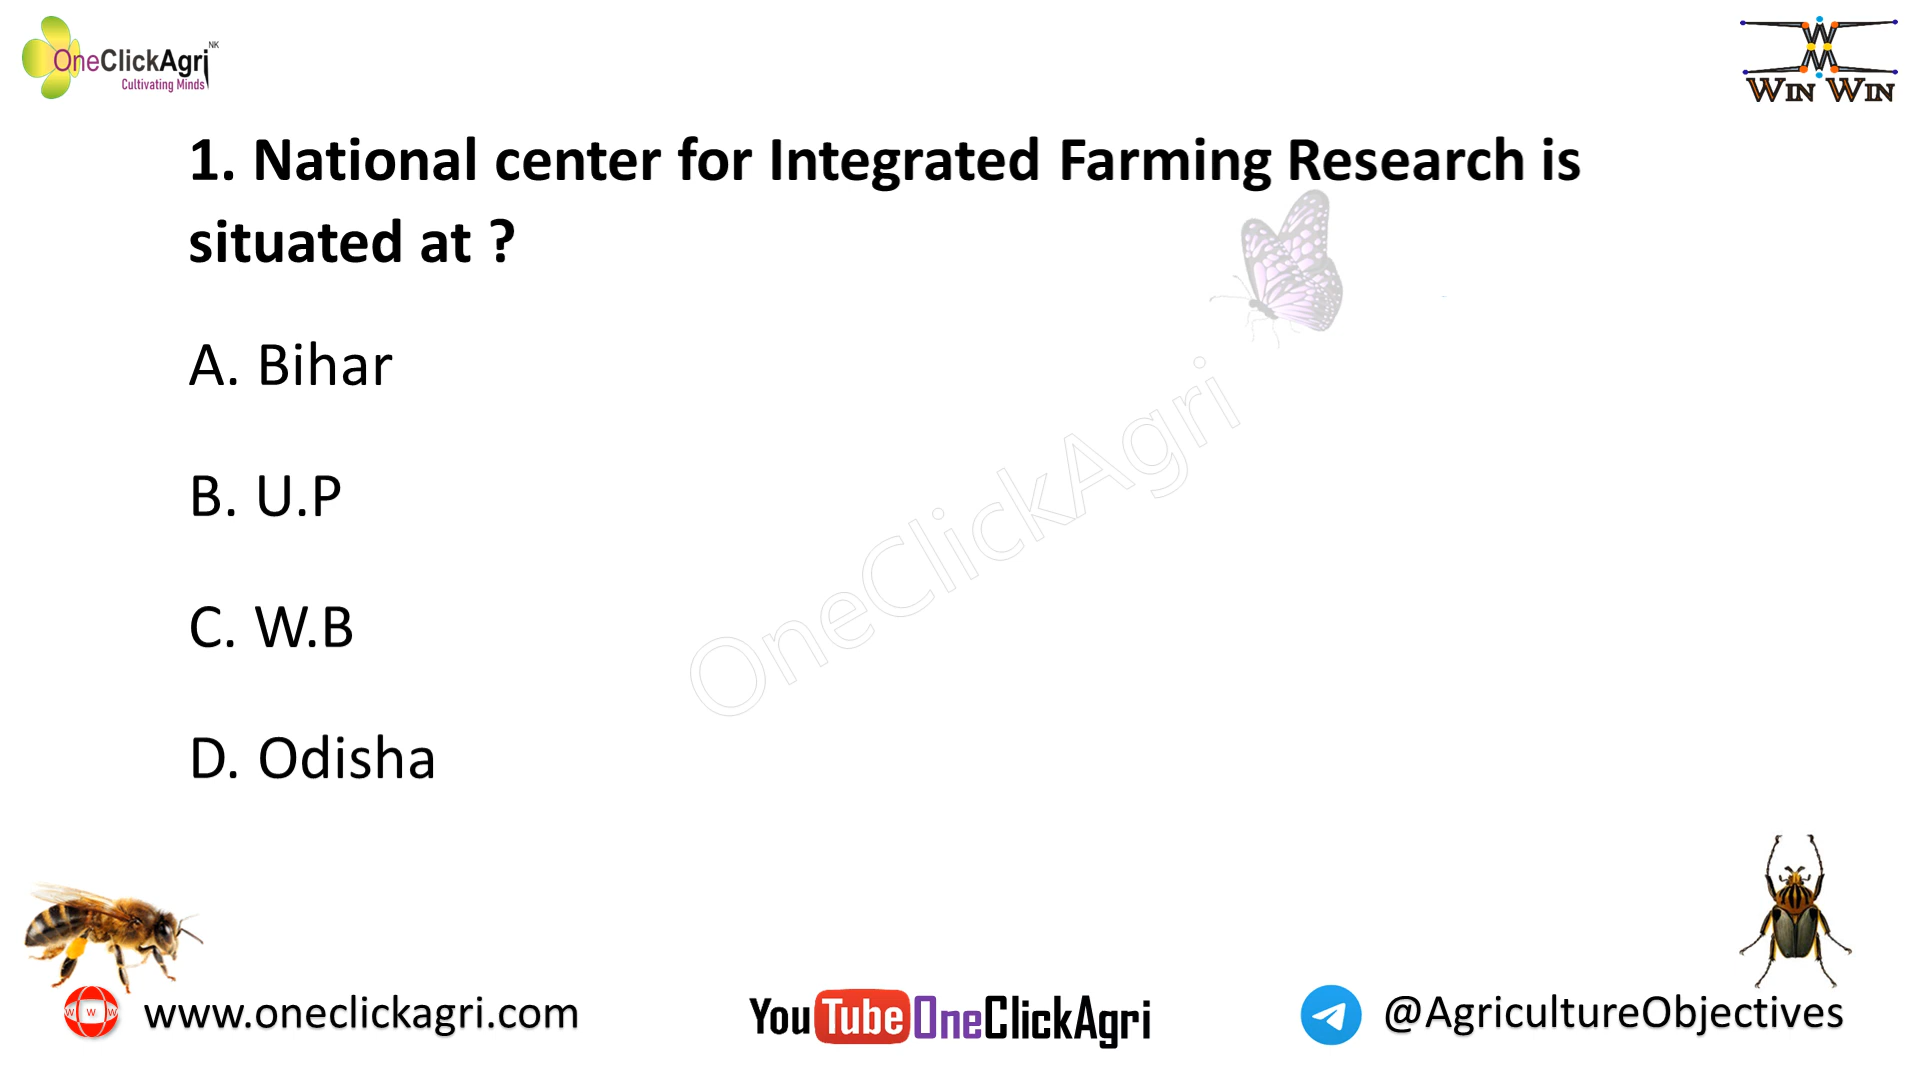 OneClickAgri NK
Cultivating Minds
WIN WIN
1. National center for Integrated Farming Research is
situated at ?
A. Bihar
B. U.P
C. W.B
D. Odisha
OneClickAgri
W W W
www.oneclickagri.com
YouTube OneClickAgri
@AgricultureObjectives